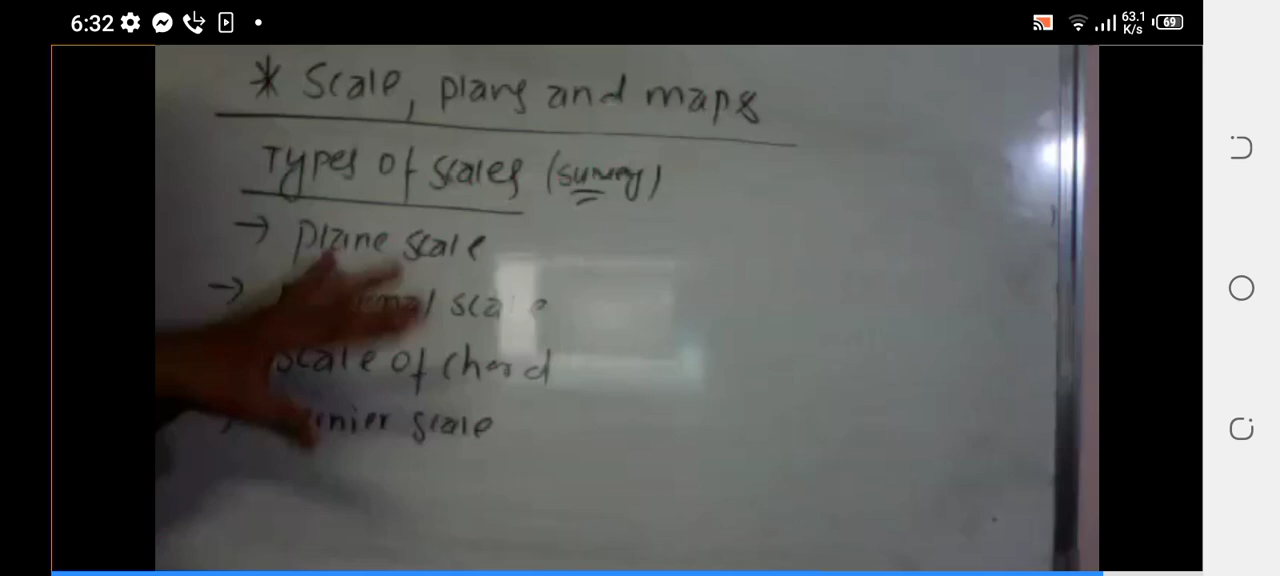 6:32
63.1
K/s
69
* Scale, plans and maps
Types of scales (survey)
→ plane scale
→ scale
scale of chord
scale